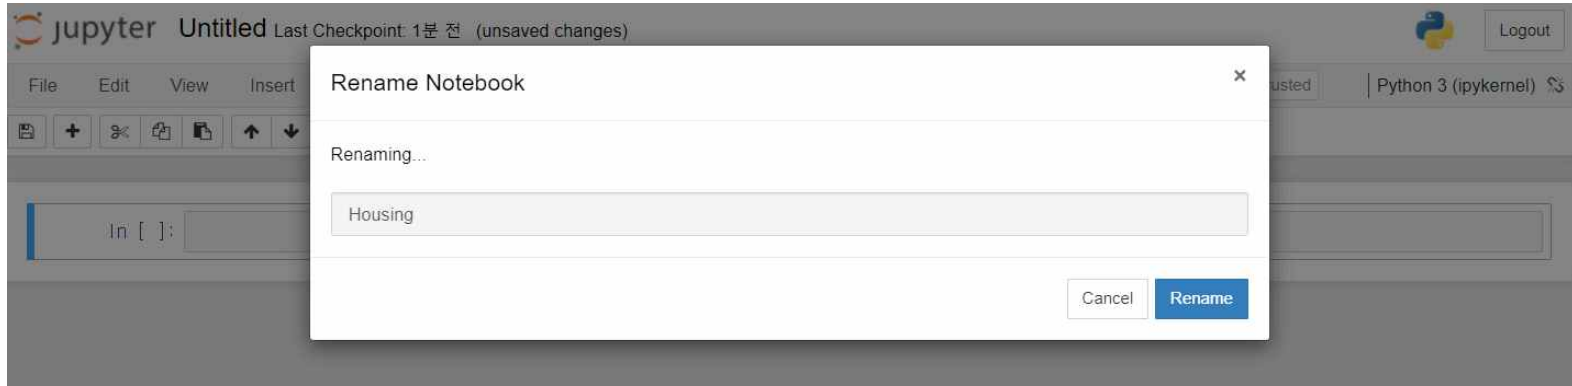 jupyter Untitled Last Checkpoint: 1분 전 (unsaved changes)
Logout
File Edit View Insert
usted
Python 3 (ipykernel)
Rename Notebook
×
Renaming...
Housing
In [ ]:
Cancel Rename